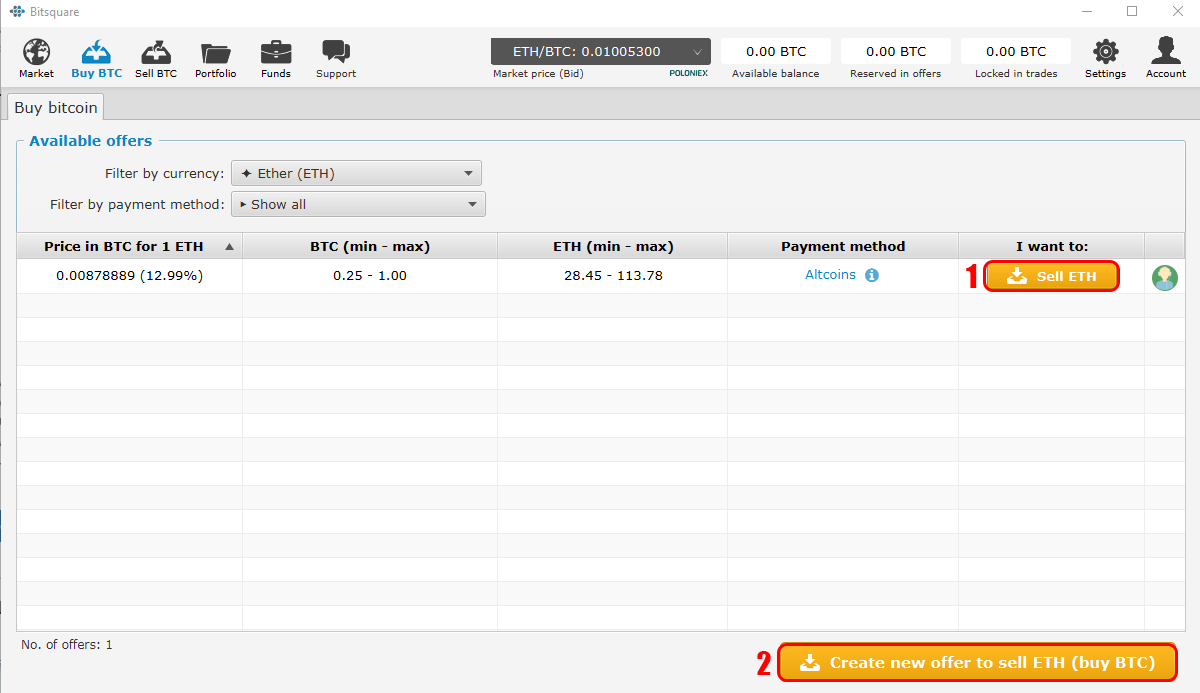 Bitsquare
Market Buy BTC Sell BTC Portfolio Funds Support
ETH/BTC: 0.01005300 0.00 BTC 0.00 BTC 0.00 BTC
Market price (Bid) POLONIEX Available balance Reserved in offers Locked in trades Settings Account
Buy bitcoin
Available offers
Filter by currency: ✦ Ether (ETH)
Filter by payment method: ▸ Show all
Price in BTC for 1 ETH BTC (min - max) ETH (min - max) Payment method I want to:
0.00878889 (12.99%) 0.25 - 1.00 28.45 - 113.78 Altcoins 1 Sell ETH
No. of offers: 1
2 Create new offer to sell ETH (buy BTC)